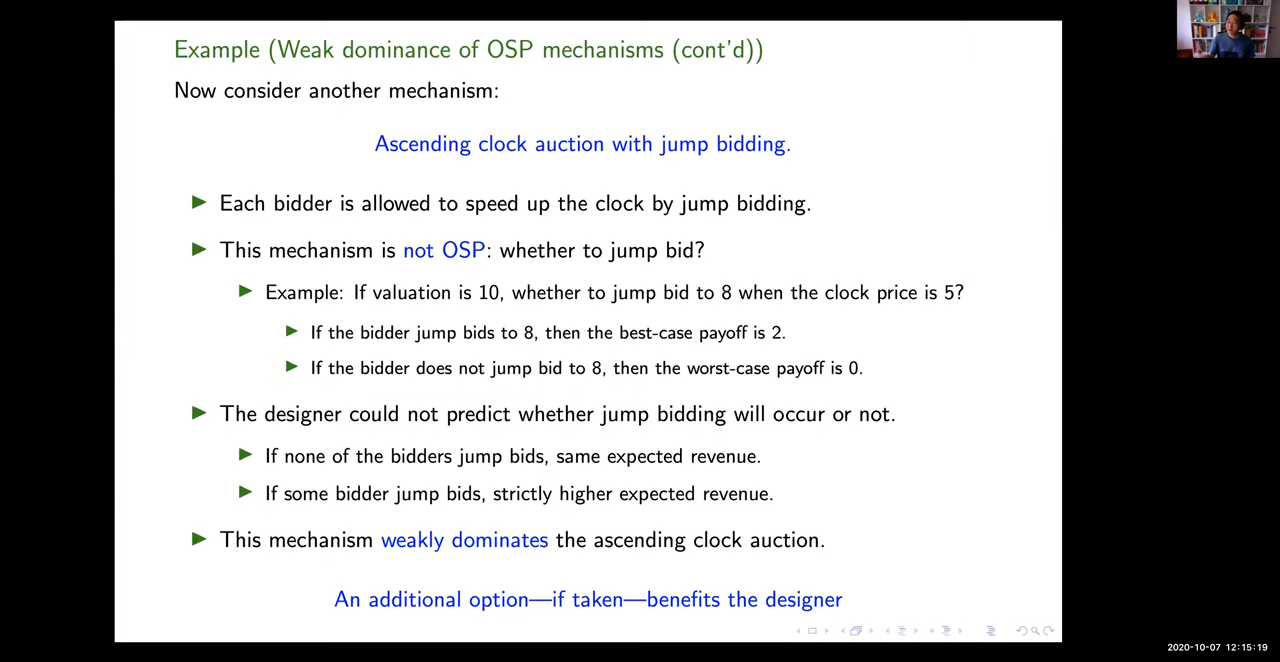 Example (Weak dominance of OSP mechanisms (cont'd))
Now consider another mechanism:
Ascending clock auction with jump bidding.
Each bidder is allowed to speed up the clock by jump bidding.
This mechanism is not OSP: whether to jump bid?
Example: If valuation is 10, whether to jump bid to 8 when the clock price is 5?
If the bidder jump bids to 8, then the best-case payoff is 2.
If the bidder does not jump bid to 8, then the worst-case payoff is 0.
The designer could not predict whether jump bidding will occur or not.
If none of the bidders jump bids, same expected revenue.
If some bidder jump bids, strictly higher expected revenue.
This mechanism weakly dominates the ascending clock auction.
An additional option—if taken—benefits the designer
2020-10-07 12:15:19